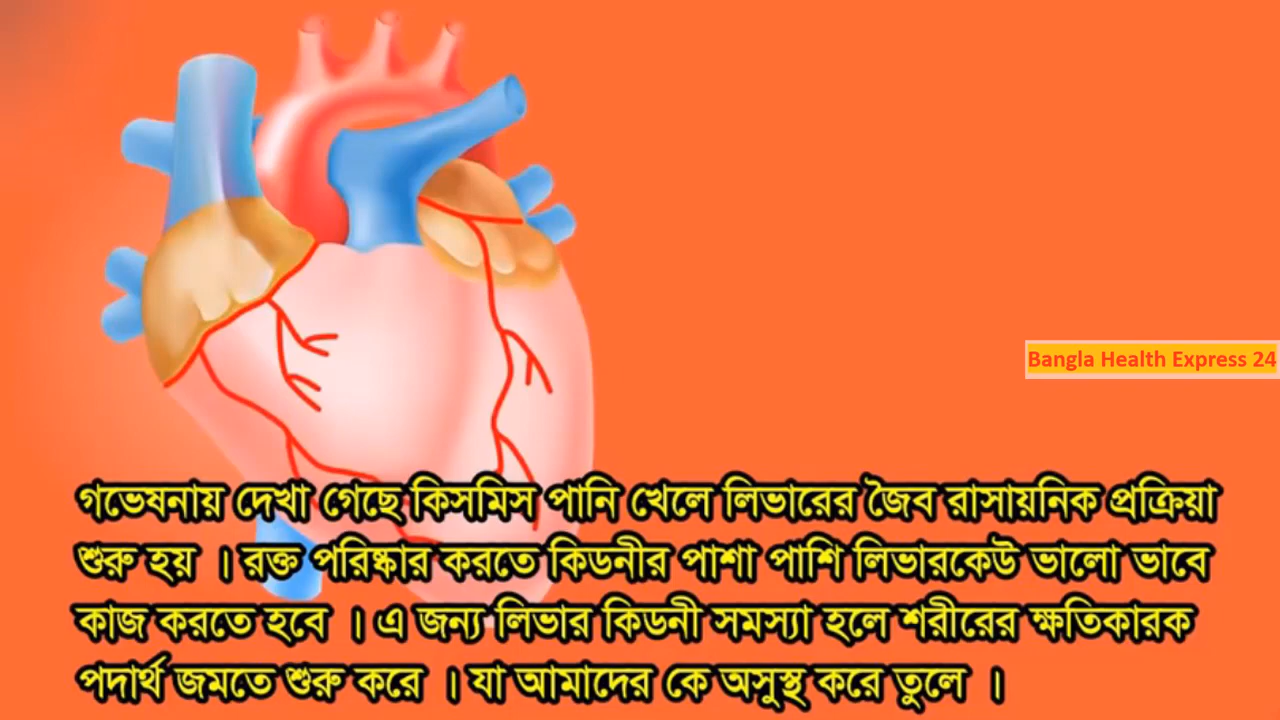 Bangla Health Express 24
গভেষনায় দেখা গেছে কিসমিস পানি খেলে লিভারের জৈব রাসায়নিক প্রক্রিয়া
শুরু হয় । রক্ত পরিষ্কার করতে কিডনীর পাশা পাশি লিভারকেউ ভালো ভাবে
কাজ করতে হবে । এ জন্য লিভার কিডনী সমস্যা হলে শরীরের ক্ষতিকারক
পদার্থ জমতে শুরু করে । যা আমাদের কে অসুস্থ করে তুলে ।